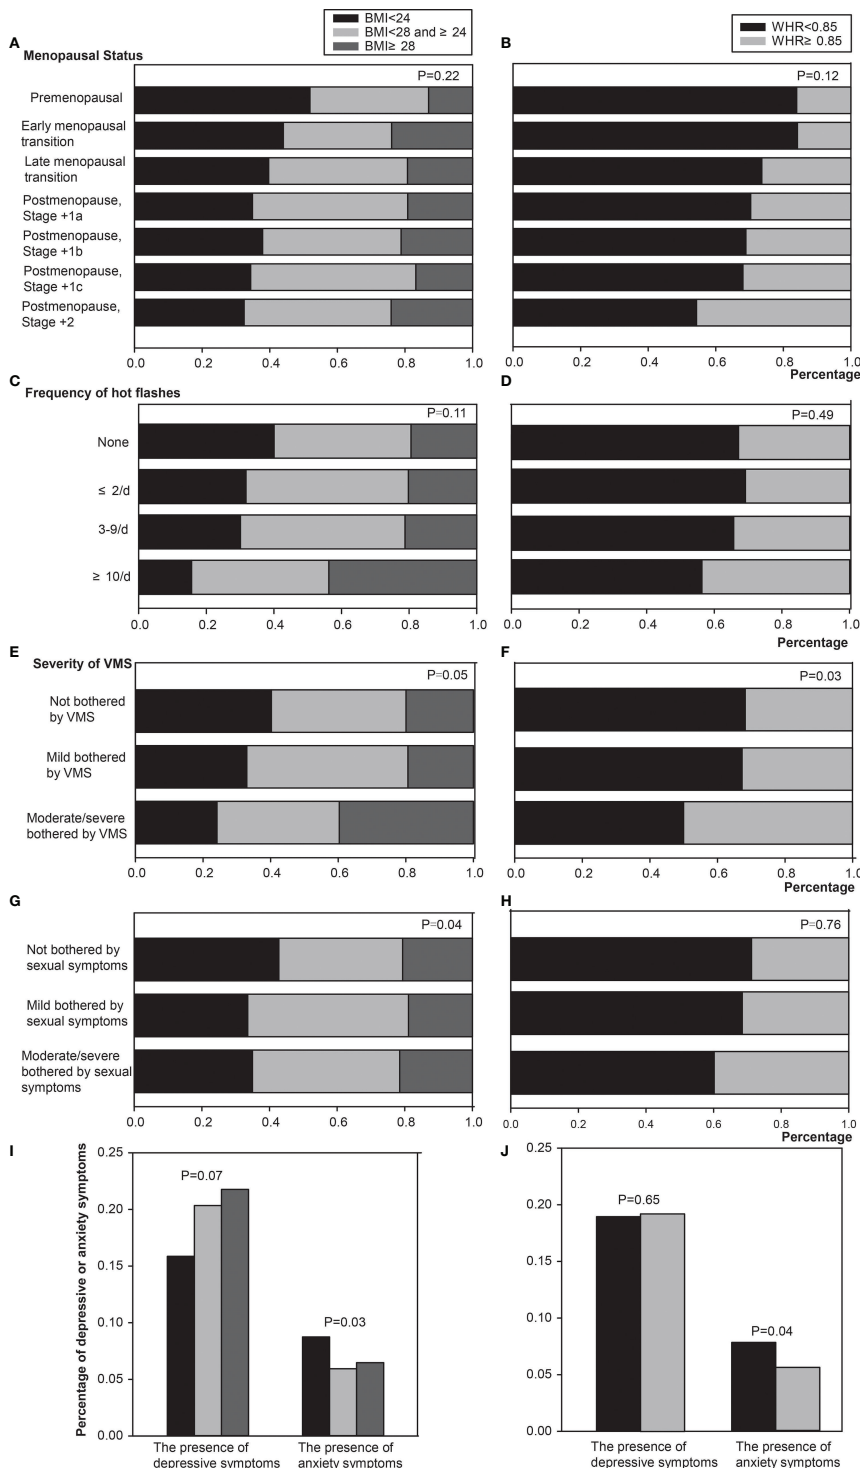 BMI<24
BMI<28 and ≥ 24
BMI≥ 28
WHR<0.85
WHR≥ 0.85
A
Menopausal Status
P=0.22
Premenopausal
Early menopausal
transition
Late menopausal
transition
Postmenopause,
Stage +1a
Postmenopause,
Stage +1b
Postmenopause,
Stage +1c
Postmenopause,
Stage +2
0.0 0.2 0.4 0.6 0.8 1.0
B
P=0.12
0.0 0.2 0.4 0.6 0.8 1.0
Percentage
C
Frequency of hot flashes
P=0.11
None
≤ 2/d
3-9/d
≥ 10/d
0.0 0.2 0.4 0.6 0.8 1.0
D
P=0.49
0.0 0.2 0.4 0.6 0.8 1.0
Percentage
E
Severity of VMS
P=0.05
Not bothered
by VMS
Mild bothered
by VMS
Moderate/severe
bothered by VMS
0.0 0.2 0.4 0.6 0.8 1.0
F
P=0.03
0.0 0.2 0.4 0.6 0.8 1.0
Percentage
G
P=0.04
Not bothered by
sexual symptoms
Mild bothered by
sexual symptoms
Moderate/severe
bothered by sexual
symptoms
0.0 0.2 0.4 0.6 0.8 1.0
H
P=0.76
0.0 0.2 0.4 0.6 0.8 1.0
Percentage
I
Percentage of depressive or anxiety symptoms
0.25
0.20
0.15
0.10
0.05
0.00
P=0.07
P=0.03
The presence of
depressive symptoms
The presence of
anxiety symptoms
J
0.25
0.20
0.15
0.10
0.05
0.00
P=0.65
P=0.04
The presence of
depressive symptoms
The presence of
anxiety symptoms